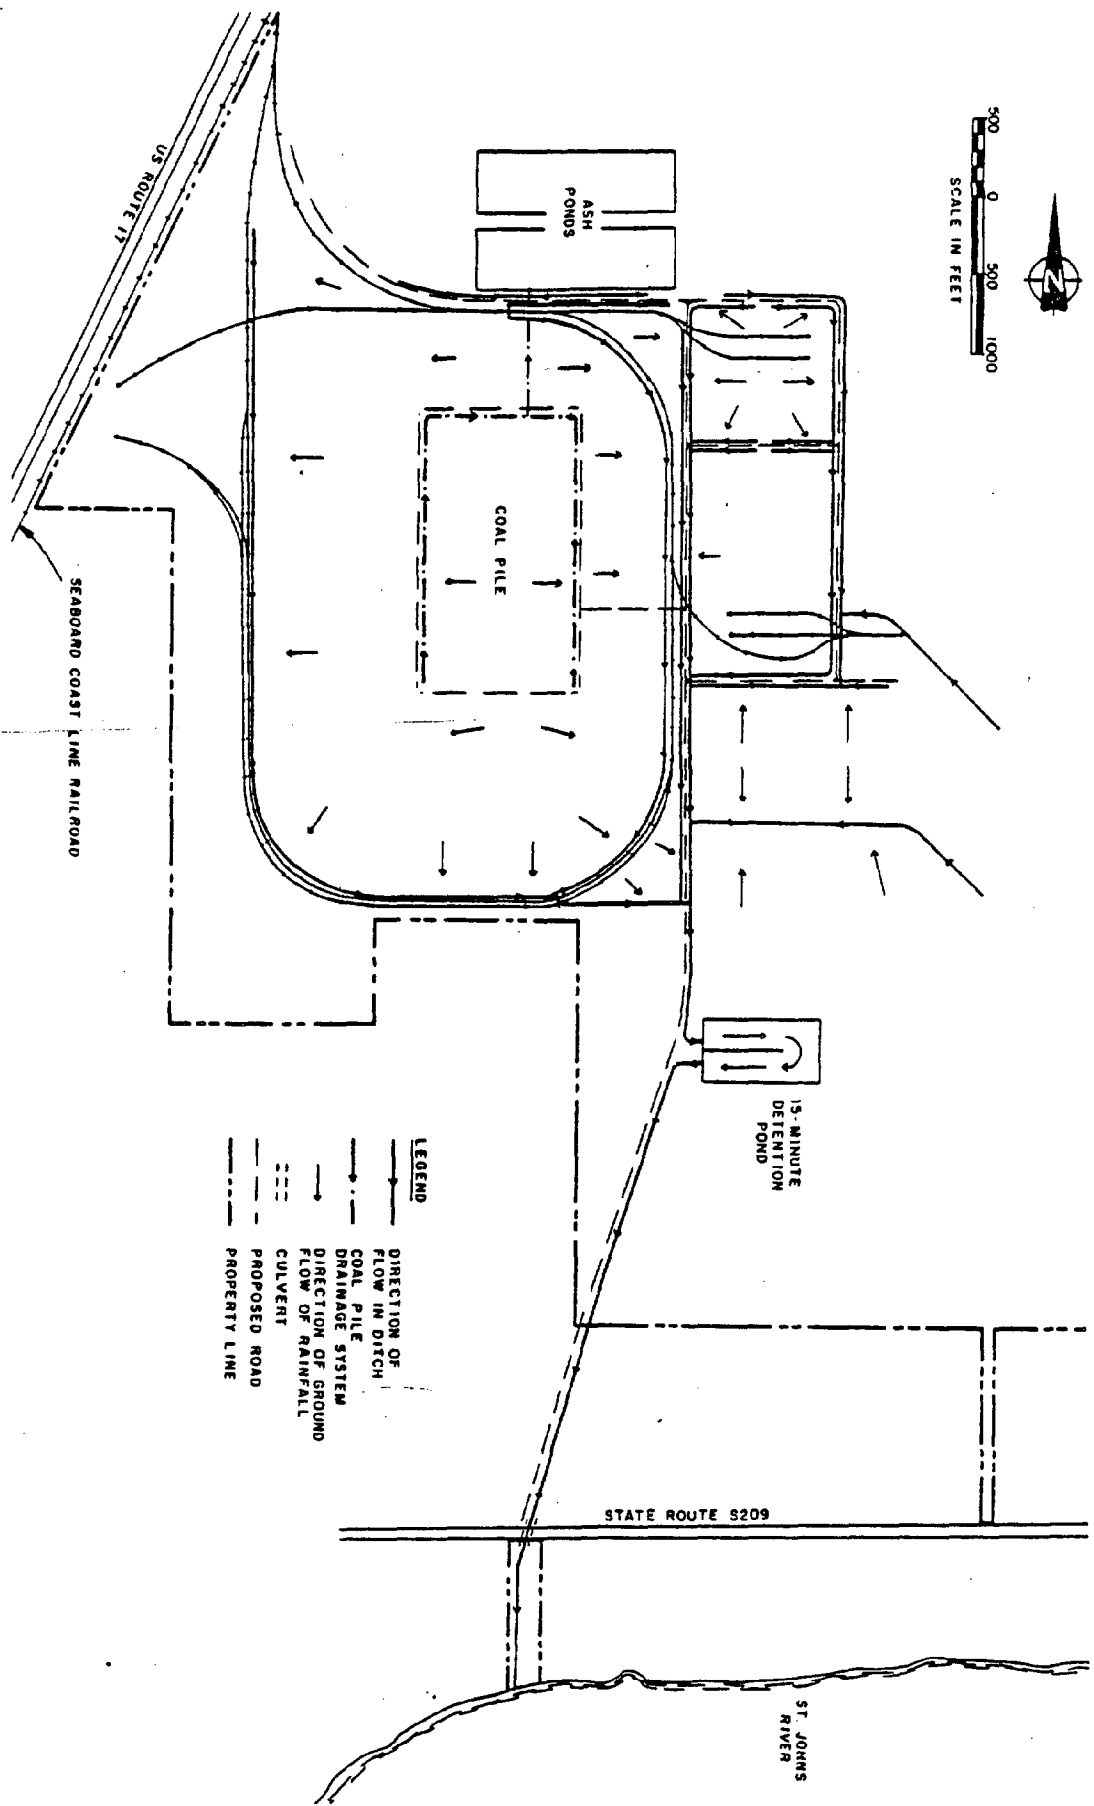 500 0 500 1000
SCALE IN FEET
N
ASH
PONDS
US ROUTE 17
COAL PILE
SEABOARD COAST LINE RAILROAD
15-MINUTE
DETENTION
POND
LEGEND
DIRECTION OF
FLOW IN DITCH
COAL PILE
DRAINAGE SYSTEM
DIRECTION OF GROUND
FLOW OF RAINFALL
CULVERT
PROPOSED ROAD
PROPERTY LINE
STATE ROUTE S209
ST. JOHNS
RIVER